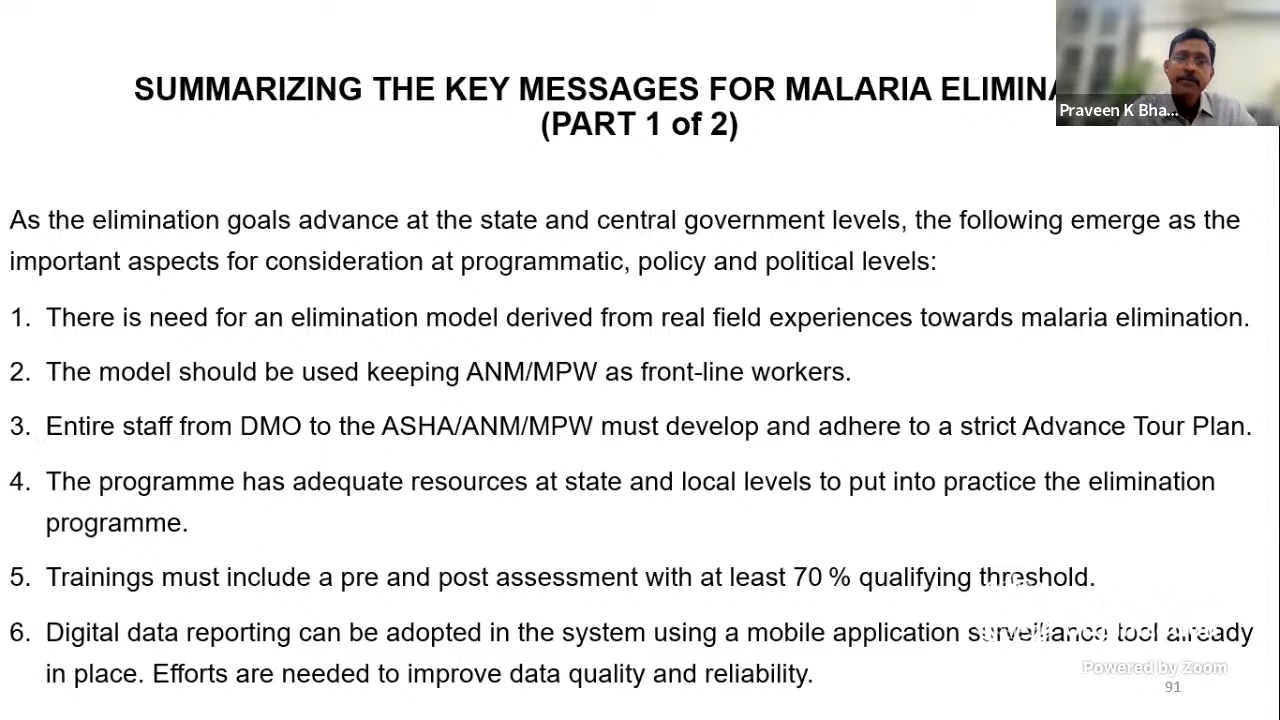 SUMMARIZING THE KEY MESSAGES FOR MALARIA ELIMINA
(PART 1 of 2)
Praveen K Bha...
As the elimination goals advance at the state and central government levels, the following emerge as the
important aspects for consideration at programmatic, policy and political levels:
1. There is need for an elimination model derived from real field experiences towards malaria elimination.
2. The model should be used keeping ANM/MPW as front-line workers.
3. Entire staff from DMO to the ASHA/ANM/MPW must develop and adhere to a strict Advance Tour Plan.
4. The programme has adequate resources at state and local levels to put into practice the elimination
programme.
5. Trainings must include a pre and post assessment with at least 70 % qualifying threshold.
6. Digital data reporting can be adopted in the system using a mobile application surveillance tool already
in place. Efforts are needed to improve data quality and reliability.
Powered by Zoom
91